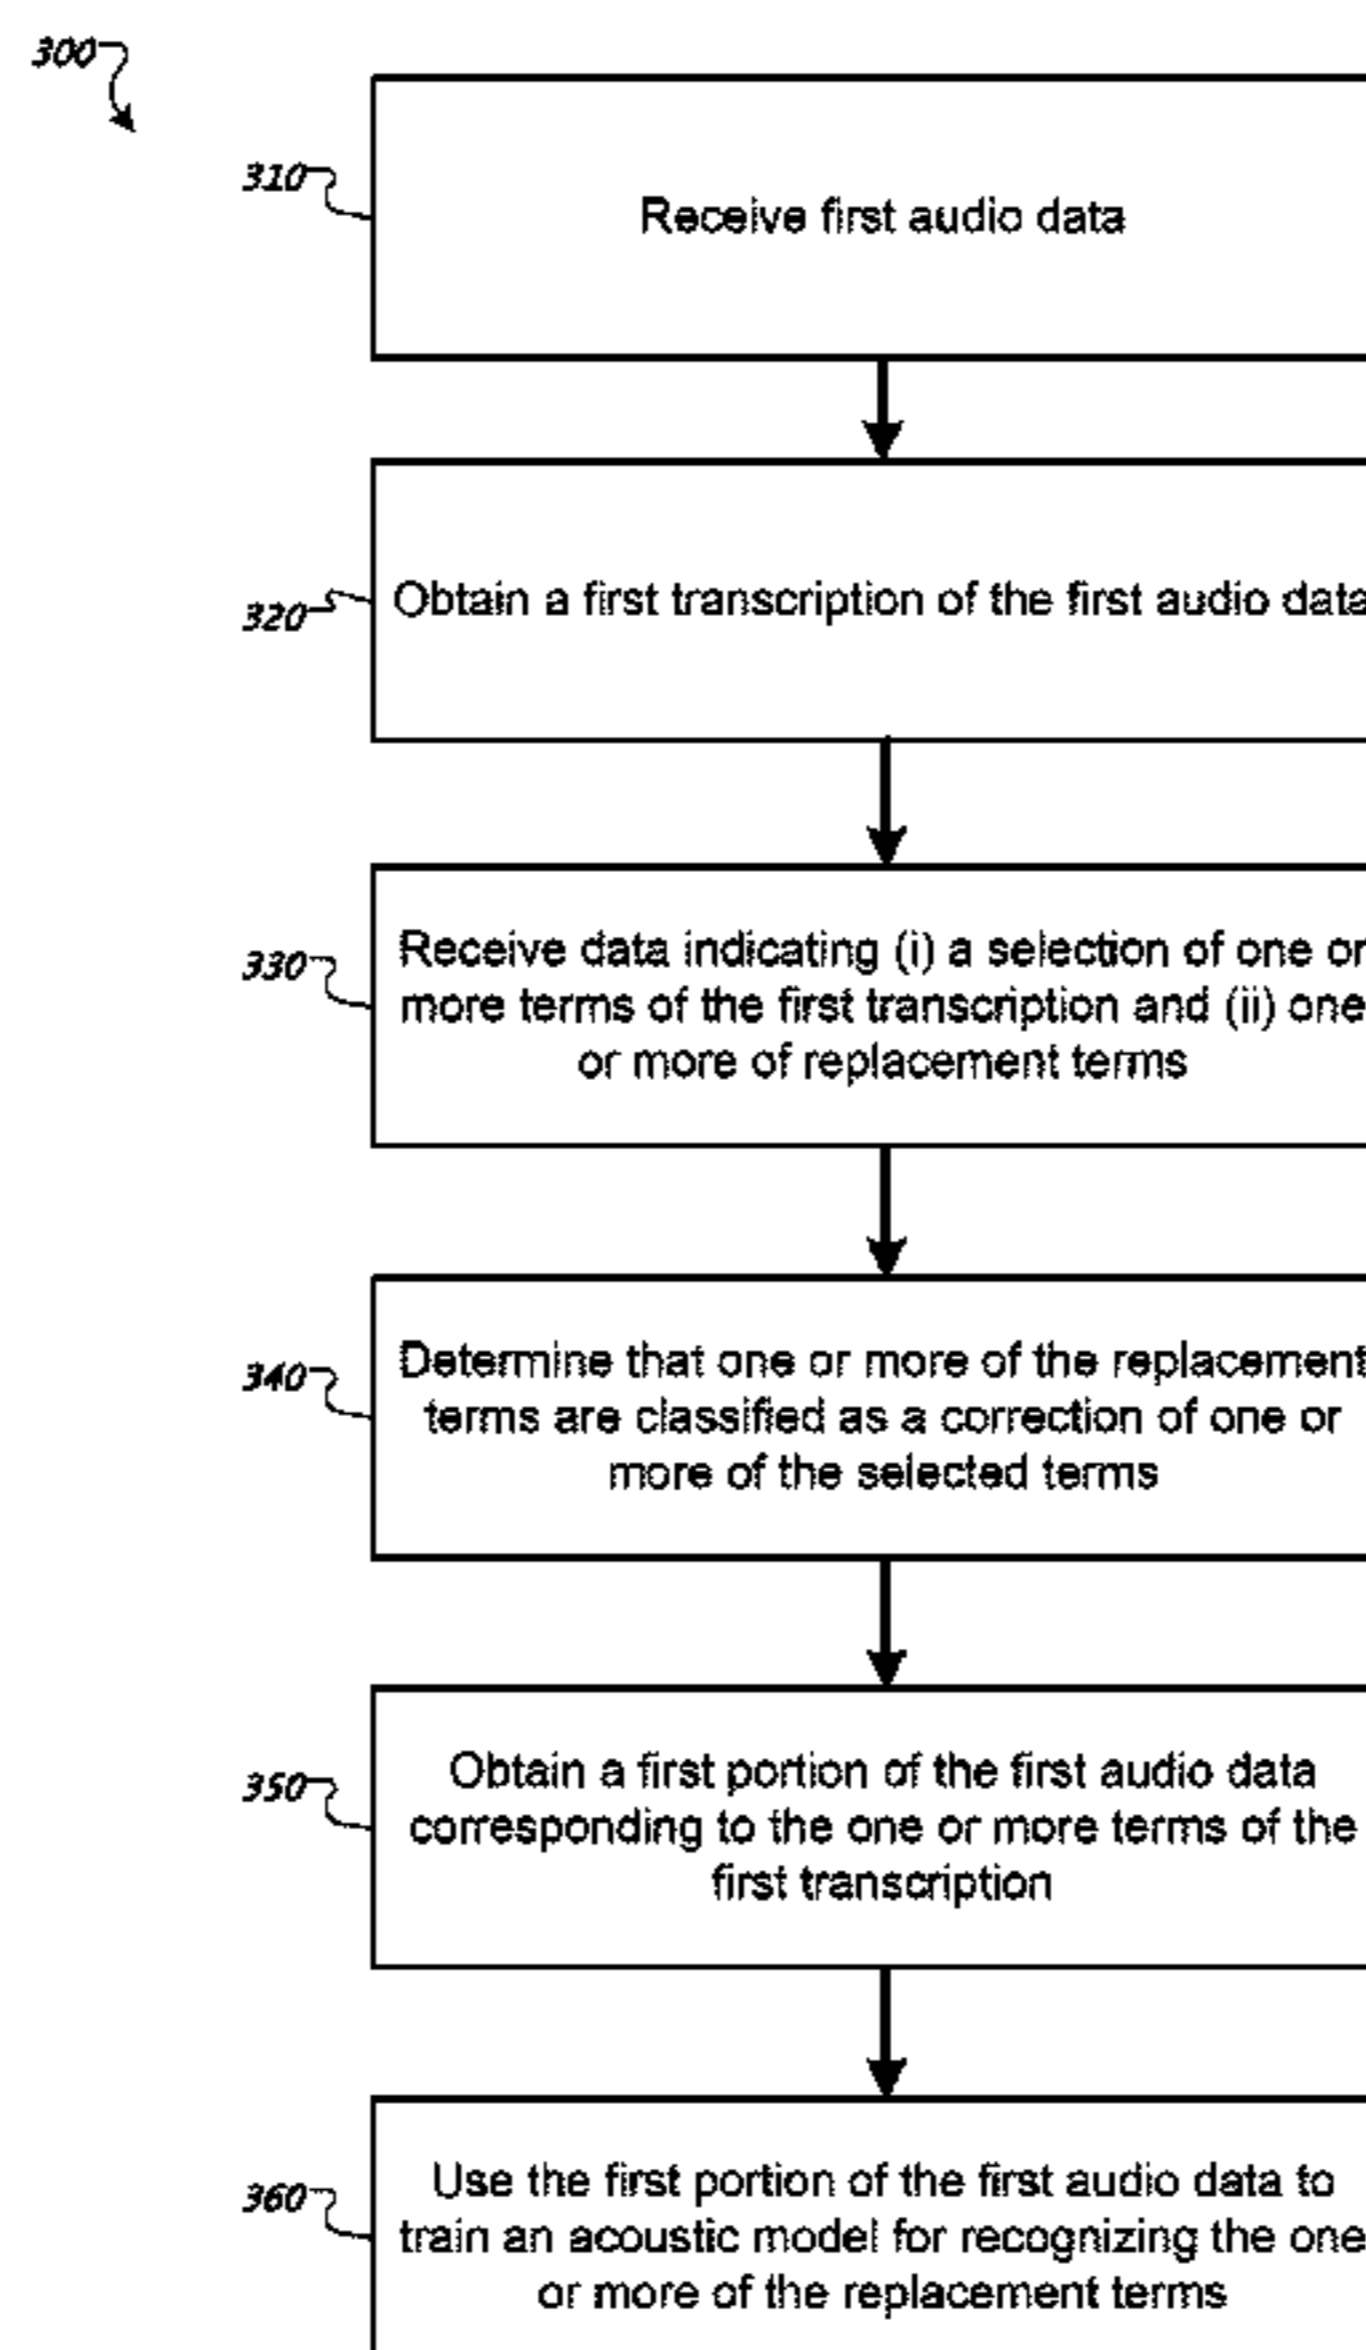 300
310
Receive first audio data
320
Obtain a first transcription of the first audio data
330
Receive data indicating (i) a selection of one or
more terms of the first transcription and (ii) one
or more of replacement terms
340
Determine that one or more of the replacement
terms are classified as a correction of one or
more of the selected terms
350
Obtain a first portion of the first audio data
corresponding to the one or more terms of the
first transcription
360
Use the first portion of the first audio data to
train an acoustic model for recognizing the one
or more of the replacement terms